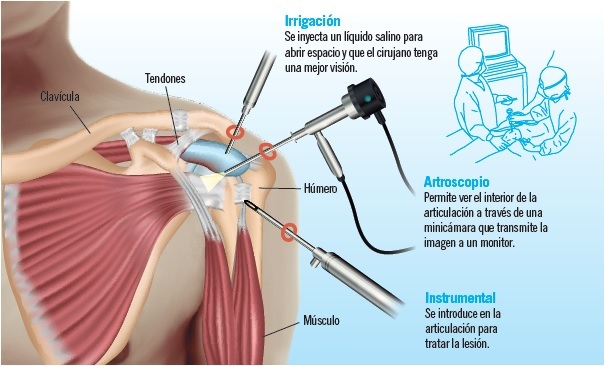 Irrigación
Se inyecta un líquido salino para
abrir espacio y que el cirujano tenga
una mejor visión.
Tendones
Clavícula
Húmero
Artroscopio
Permite ver el interior de la
articulación a través de una
minicámara que transmite la
imagen a un monitor.
Instrumental
Se introduce en la
articulación para
tratar la lesión.
Músculo